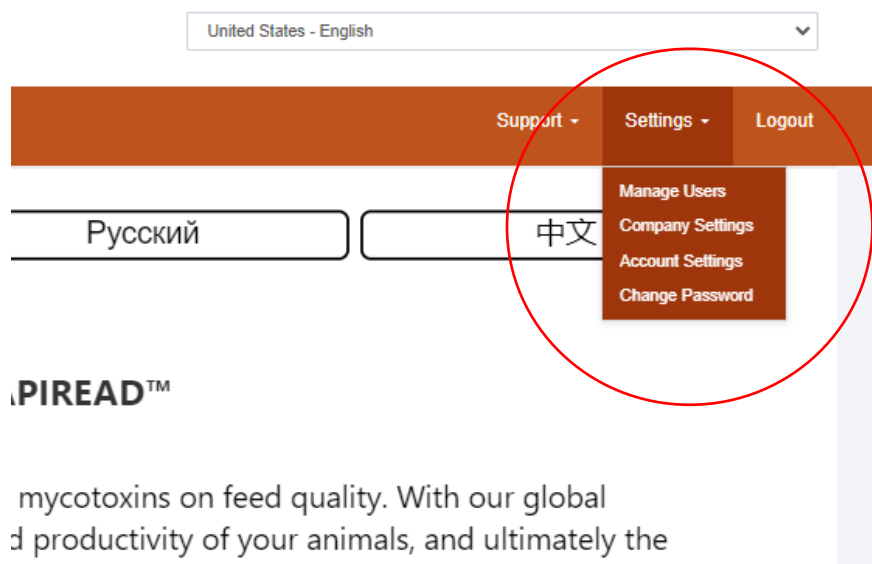 United States - English
Support
Settings
Logout
Manage Users
Company Settings
Account Settings
Change Password
Русский
中文
APIREAD™
mycotoxins on feed quality. With our global
d productivity of your animals, and ultimately the